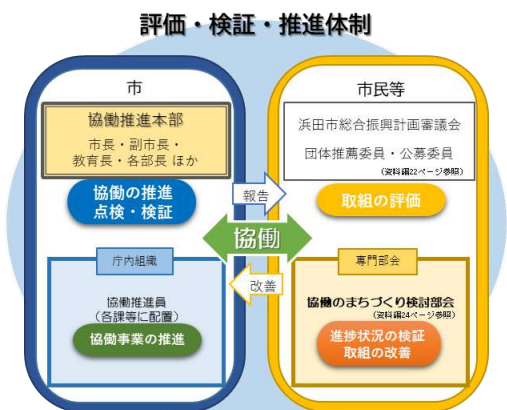 評価・検証・推進体制
市
協働推進本部
市長・副市長・
教育長・各部長 ほか
協働の推進
点検・検証
庁内組織
協働推進員
（各課等に配置）
協働事業の推進
報告
協働
改善
市民等
浜田市総合振興計画審議会
団体推薦委員・公募委員
（資料編22ページ参照）
取組の評価
専門部会
協働のまちづくり検討部会
（資料編24ページ参照）
進捗状況の検証
取組の改善